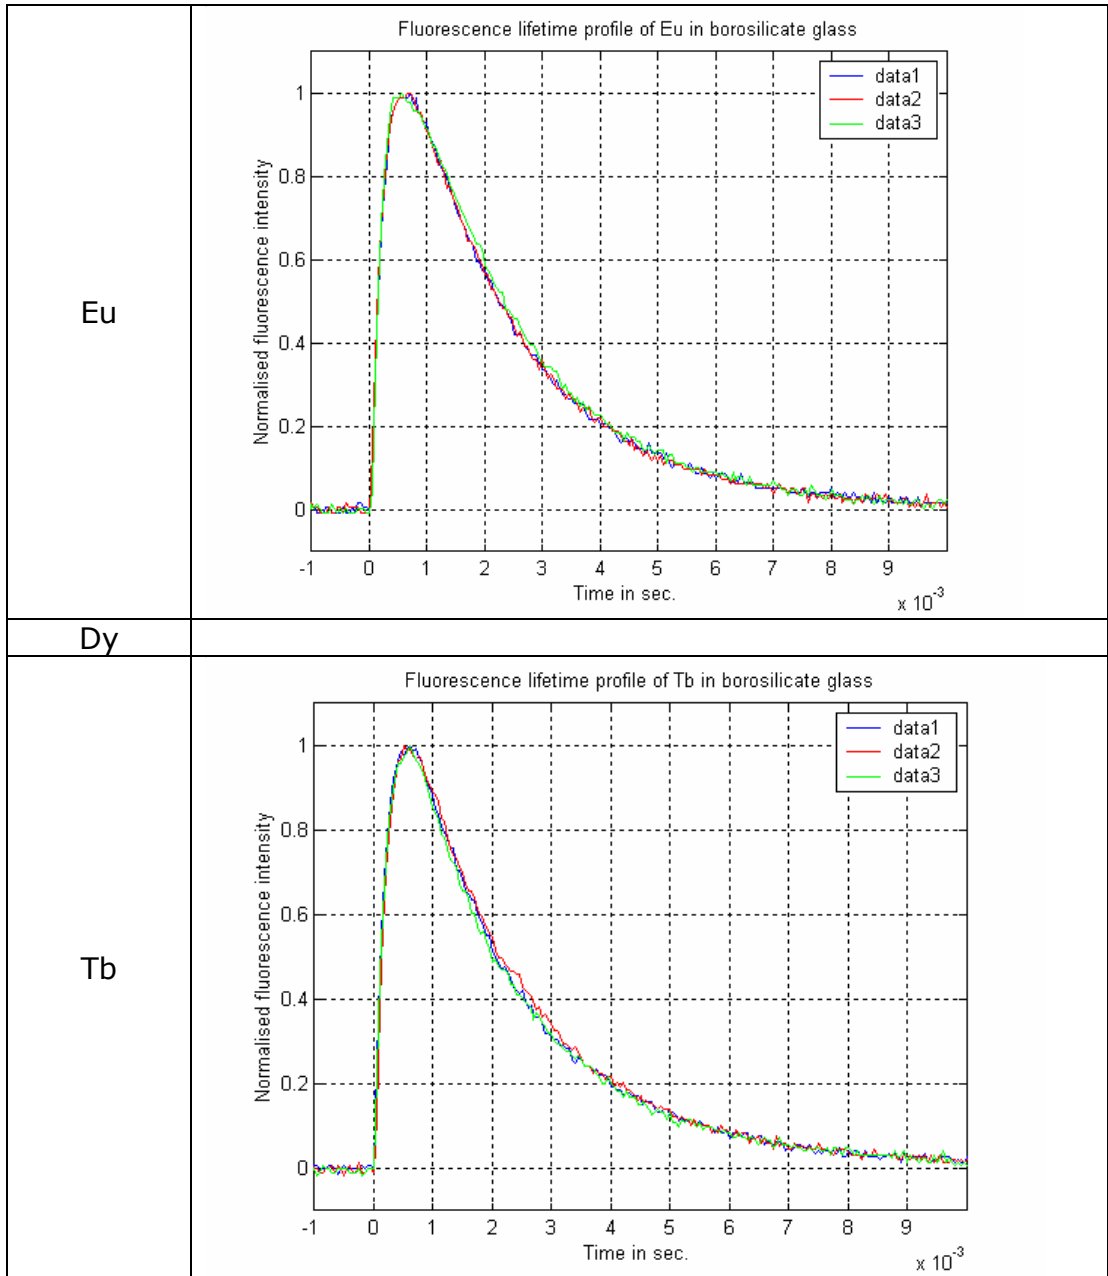 Eu
Fluorescence lifetime profile of Eu in borosilicate glass
data1
data2
data3
Normalised fluorescence intensity
1
0.8
0.6
0.4
0.2
0
-1 0 1 2 3 4 5 6 7 8 9
Time in sec.
x 10^-3
Dy
Tb
Fluorescence lifetime profile of Tb in borosilicate glass
data1
data2
data3
Normalised fluorescence intensity
1
0.8
0.6
0.4
0.2
0
-1 0 1 2 3 4 5 6 7 8 9
Time in sec.
x 10^-3